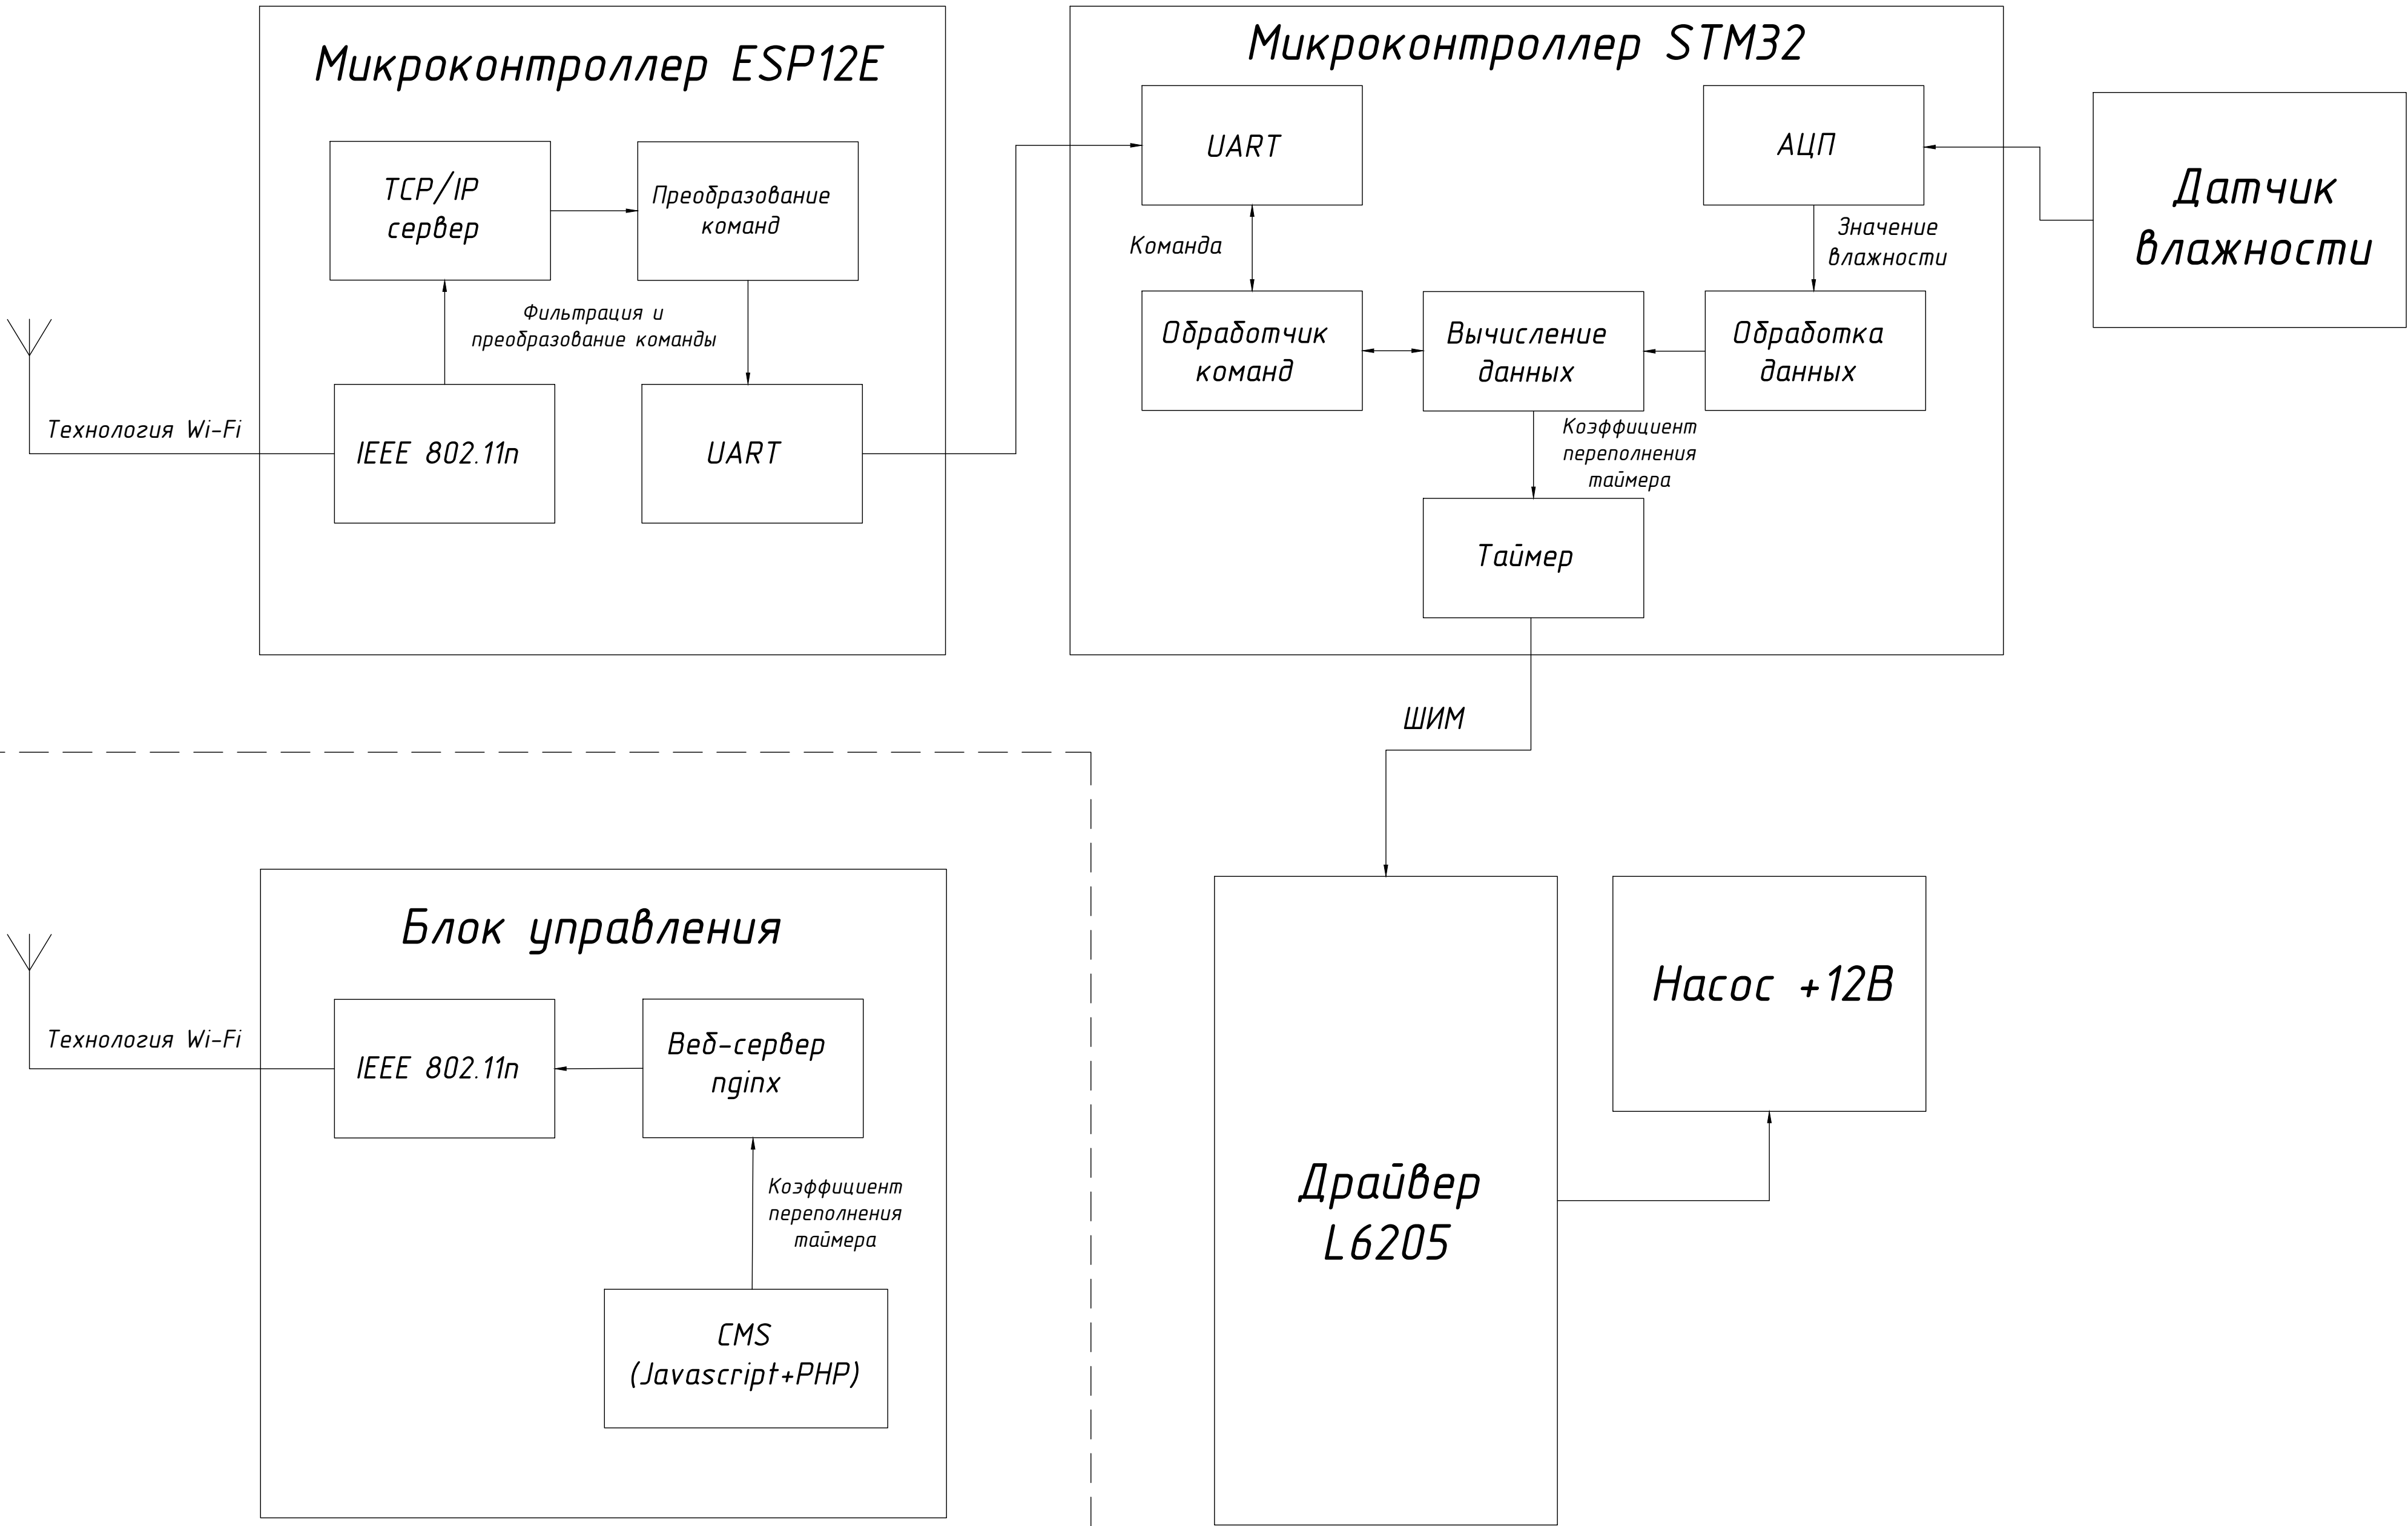 Микроконтроллер ESP12E
TCP/IP
сервер
Преобразование
команд
Фильтрация и
преобразование команды
Технология Wi-Fi
IEEE 802.11n
UART
Микроконтроллер STM32
UART
АЦП
Команда
Значение
влажности
Обработчик
команд
Вычисление
данных
Обработка
данных
Коэффициент
переполнения
таймера
Таймер
Датчик
влажности
ШИМ
Блок управления
Технология Wi-Fi
IEEE 802.11n
Веб-сервер
nginx
Коэффициент
переполнения
таймера
CMS
(Javascript+PHP)
Драйвер
L6205
Насос +12В